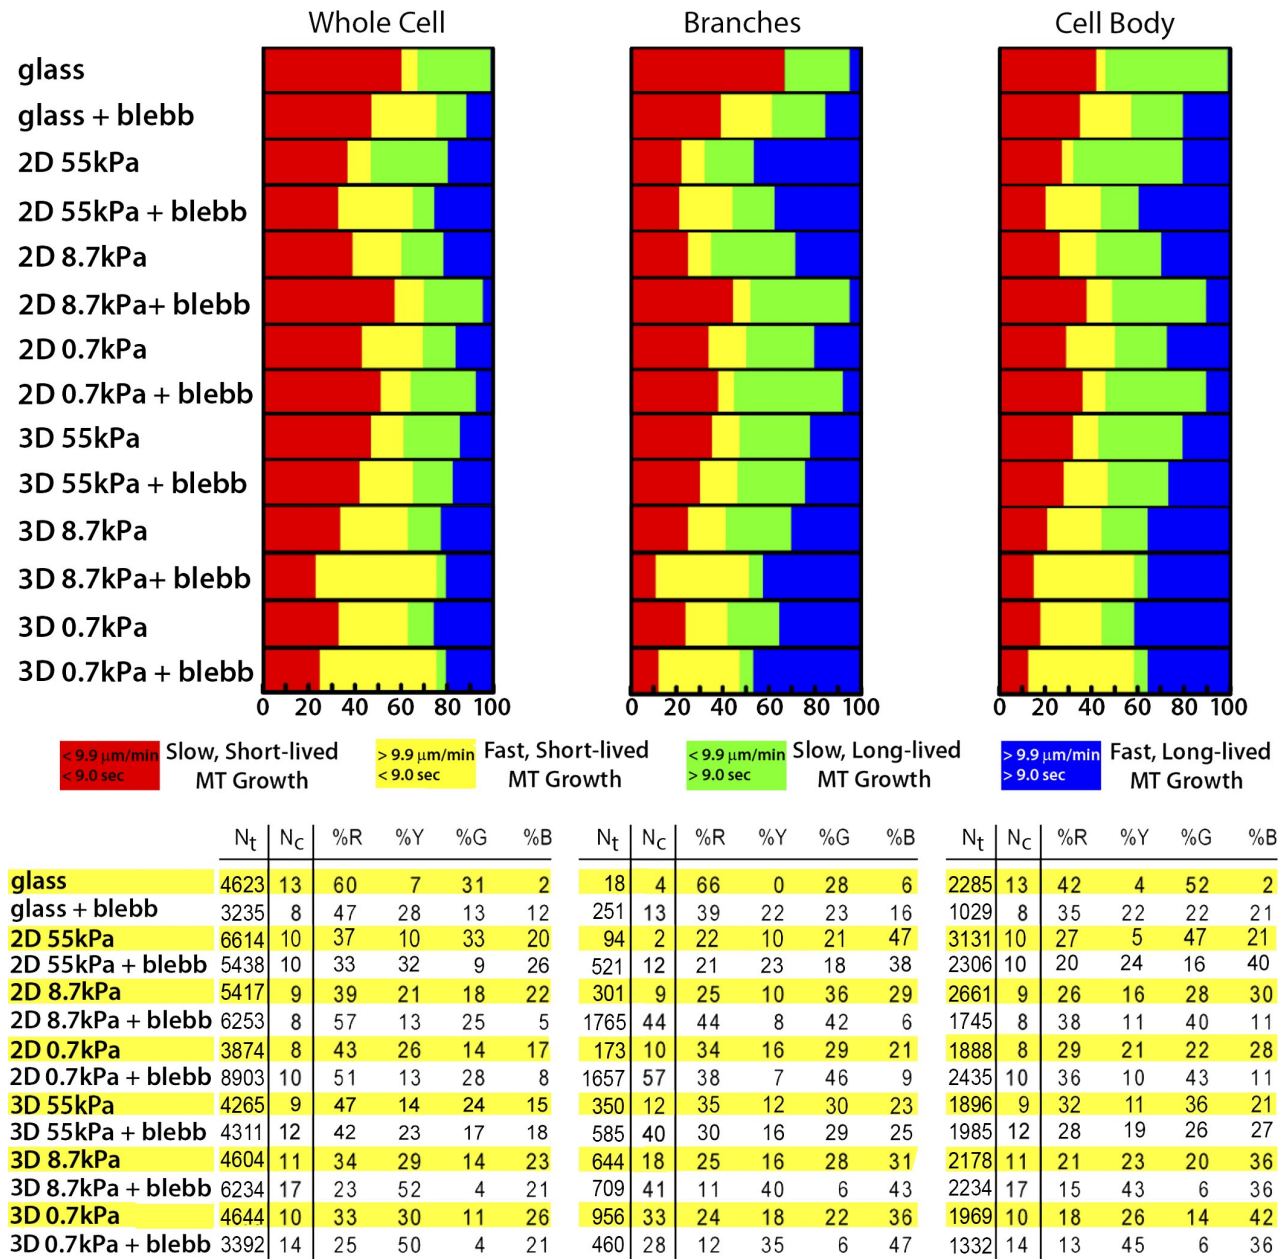 Whole Cell Branches Cell Body
glass
glass + blebb
2D 55kPa
2D 55kPa + blebb
2D 8.7kPa
2D 8.7kPa+ blebb
2D 0.7kPa
2D 0.7kPa + blebb
3D 55kPa
3D 55kPa + blebb
3D 8.7kPa
3D 8.7kPa+ blebb
3D 0.7kPa
3D 0.7kPa + blebb
0 20 40 60 80 100 0 20 40 60 80 100 0 20 40 60 80 100
< 9.9 µm/min Slow, Short-lived > 9.9 µm/min Fast, Short-lived < 9.9 µm/min Slow, Long-lived > 9.9 µm/min Fast, Long-lived
< 9.0 sec MT Growth < 9.0 sec MT Growth > 9.0 sec MT Growth > 9.0 sec MT Growth
Nt Nc %R %Y %G %B Nt Nc %R %Y %G %B Nt Nc %R %Y %G %B
glass 4623 13 60 7 31 2 18 4 66 0 28 6 2285 13 42 4 52 2
glass + blebb 3235 8 47 28 13 12 251 13 39 22 23 16 1029 8 35 22 22 21
2D 55kPa 6614 10 37 10 33 20 94 2 22 10 21 47 3131 10 27 5 47 21
2D 55kPa + blebb 5438 10 33 32 9 26 521 12 21 23 18 38 2306 10 20 24 16 40
2D 8.7kPa 5417 9 39 21 18 22 301 9 25 10 36 29 2661 9 26 16 28 30
2D 8.7kPa + blebb 6253 8 57 13 25 5 1765 44 44 8 42 6 1745 8 38 11 40 11
2D 0.7kPa 3874 8 43 26 14 17 173 10 34 16 29 21 1888 8 29 21 22 28
2D 0.7kPa + blebb 8903 10 51 13 28 8 1657 57 38 7 46 9 2435 10 36 10 43 11
3D 55kPa 4265 9 47 14 24 15 350 12 35 12 30 23 1896 9 32 11 36 21
3D 55kPa + blebb 4311 12 42 23 17 18 585 40 30 16 29 25 1985 12 28 19 26 27
3D 8.7kPa 4604 11 34 29 14 23 644 18 25 16 28 31 2178 11 21 23 20 36
3D 8.7kPa + blebb 6234 17 23 52 4 21 709 41 11 40 6 43 2234 17 15 43 6 36
3D 0.7kPa 4644 10 33 30 11 26 956 33 24 18 22 36 1969 10 18 26 14 42
3D 0.7kPa + blebb 3392 14 25 50 4 21 460 28 12 35 6 47 1332 14 13 45 6 36